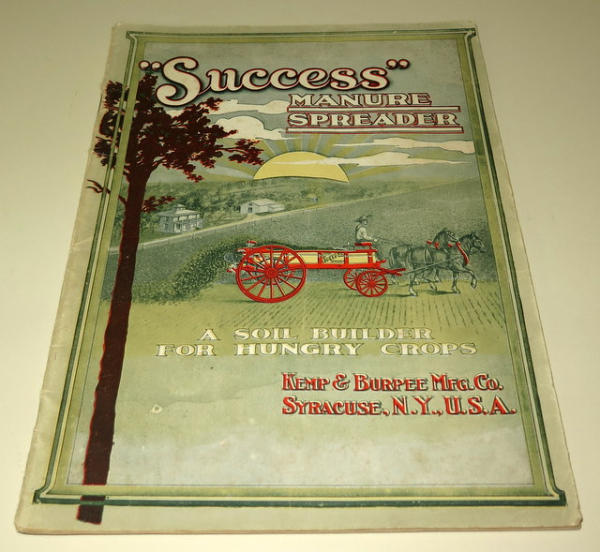 "Success"
MANURE
SPREADER
A SOIL BUILDER
FOR HUNGRY CROPS
KEMP & BURPEE MFG. CO.
SYRACUSE, N.Y., U.S.A.